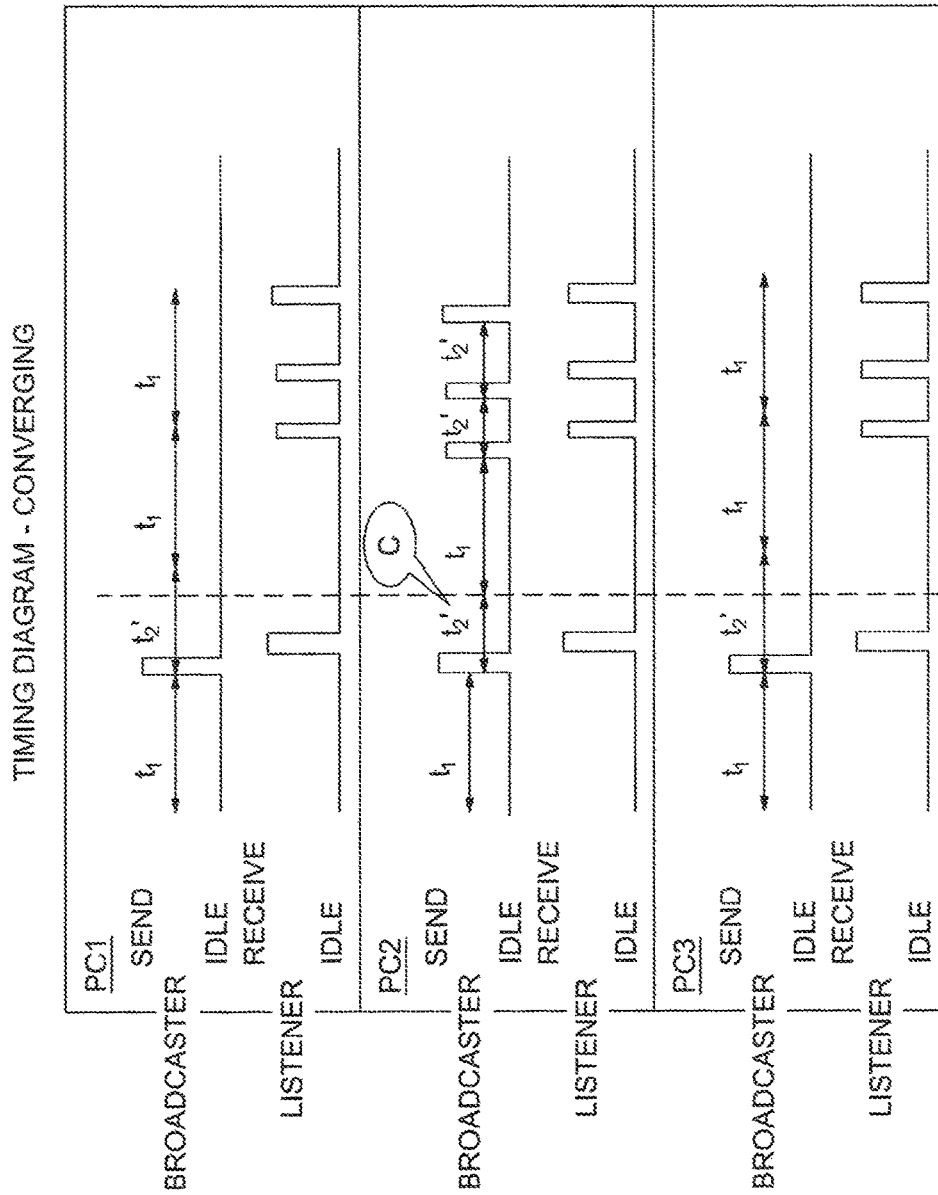 TIMING DIAGRAM - CONVERGING
PC1
BROADCASTER
SEND
IDLE
t₁
t₂'
t₁
t₁
LISTENER
RECEIVE
IDLE
PC2
BROADCASTER
SEND
IDLE
t₁
t₂'
C
t₁
t₂'
t₂'
LISTENER
RECEIVE
IDLE
PC3
BROADCASTER
SEND
IDLE
t₁
t₂'
t₁
t₁
LISTENER
RECEIVE
IDLE